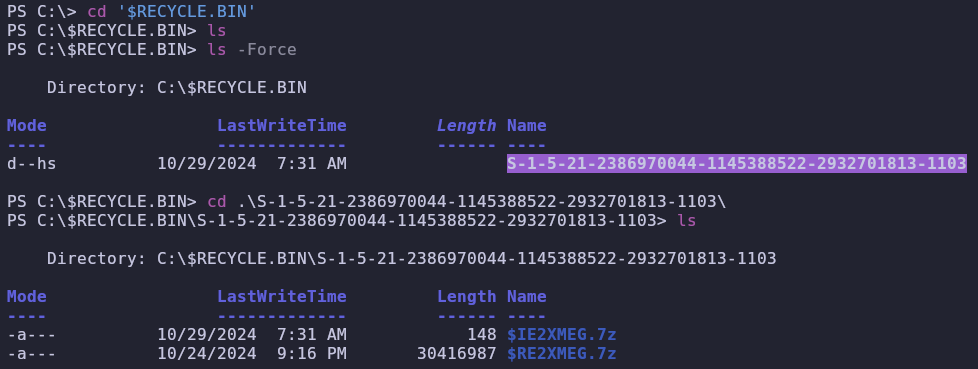 PS C:\> cd '$RECYCLE.BIN'
PS C:\$RECYCLE.BIN> ls
PS C:\$RECYCLE.BIN> ls -Force
Directory: C:\$RECYCLE.BIN
Mode LastWriteTime Length Name
---- ------------- ------ ----
d--hs 10/29/2024 7:31 AM S-1-5-21-2386970044-1145388522-2932701813-1103
PS C:\$RECYCLE.BIN> cd .\S-1-5-21-2386970044-1145388522-2932701813-1103\
PS C:\$RECYCLE.BIN\S-1-5-21-2386970044-1145388522-2932701813-1103> ls
Directory: C:\$RECYCLE.BIN\S-1-5-21-2386970044-1145388522-2932701813-1103
Mode LastWriteTime Length Name
---- ------------- ------ ----
-a--- 10/29/2024 7:31 AM 148 $IE2XMEG.7z
-a--- 10/24/2024 9:16 PM 30416987 $RE2XMEG.7z